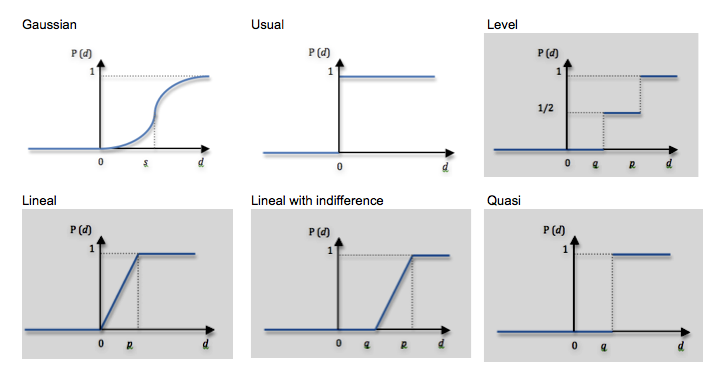 Gaussian
P (d)
1
0 s d
Usual
P (d)
1
0 d
Level
P (d)
1
1/2
0 q p d
Lineal
P (d)
1
0 p d
Lineal with indifference
P (d)
1
0 q p d
Quasi
P (d)
1
0 q d